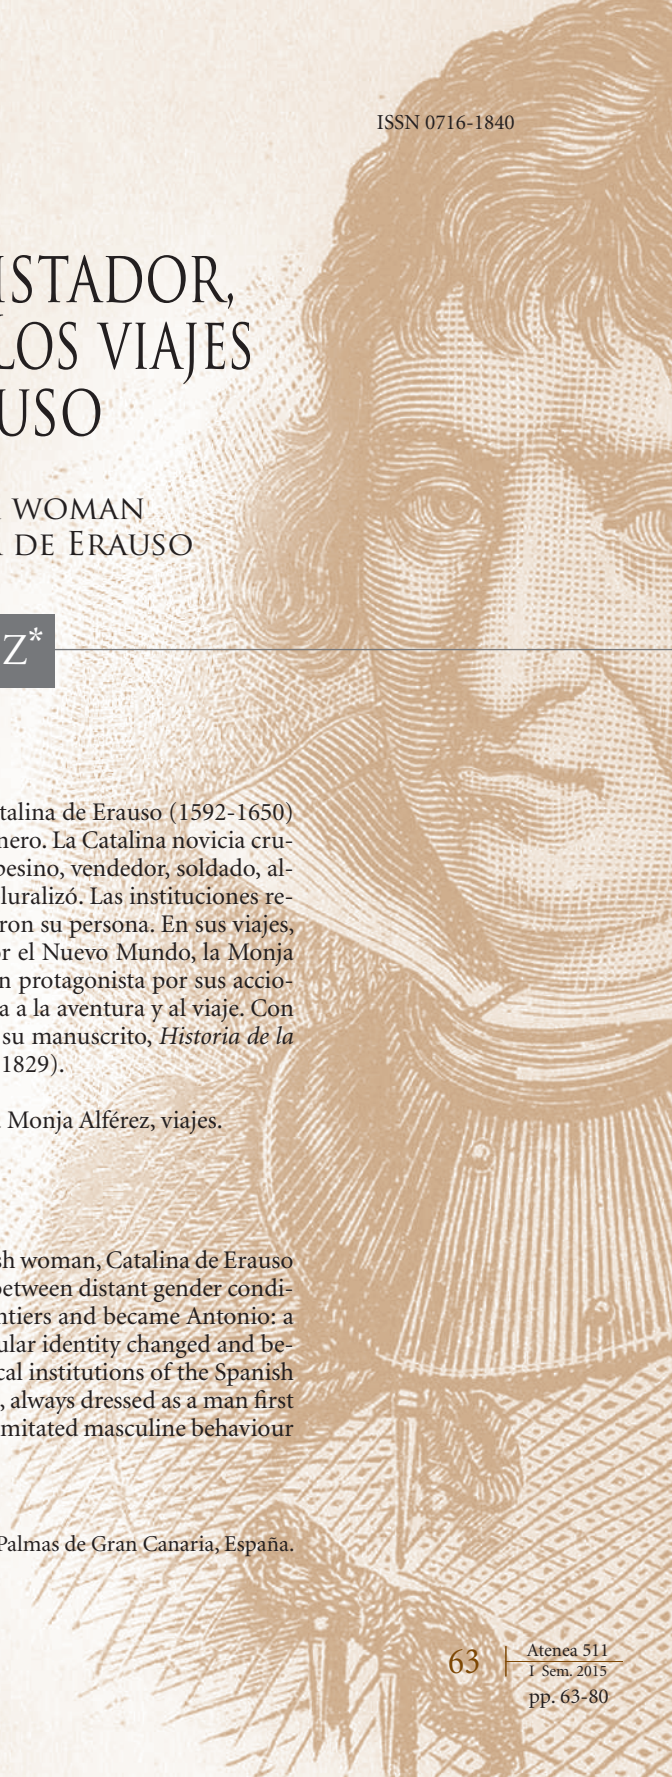 ISSN 0716-1840
ISTADOR,
LOS VIAJES
USO
WOMAN
DE ERAUSO
Z*
talina de Erauso (1592-1650)
nero. La Catalina novicia cru-
pesino, vendedor, soldado, al-
luralizó. Las instituciones re-
ron su persona. En sus viajes,
or el Nuevo Mundo, la Monja
n protagonista por sus accio-
a a la aventura y al viaje. Con
su manuscrito, Historia de la
1829).
Monja Alférez, viajes.
sh woman, Catalina de Erauso
between distant gender condi-
ntiers and became Antonio: a
ular identity changed and be-
cal institutions of the Spanish
, always dressed as a man first
mitated masculine behaviour
Palmas de Gran Canaria, España.
63
Atenea 511
I Sem. 2015
pp. 63-80